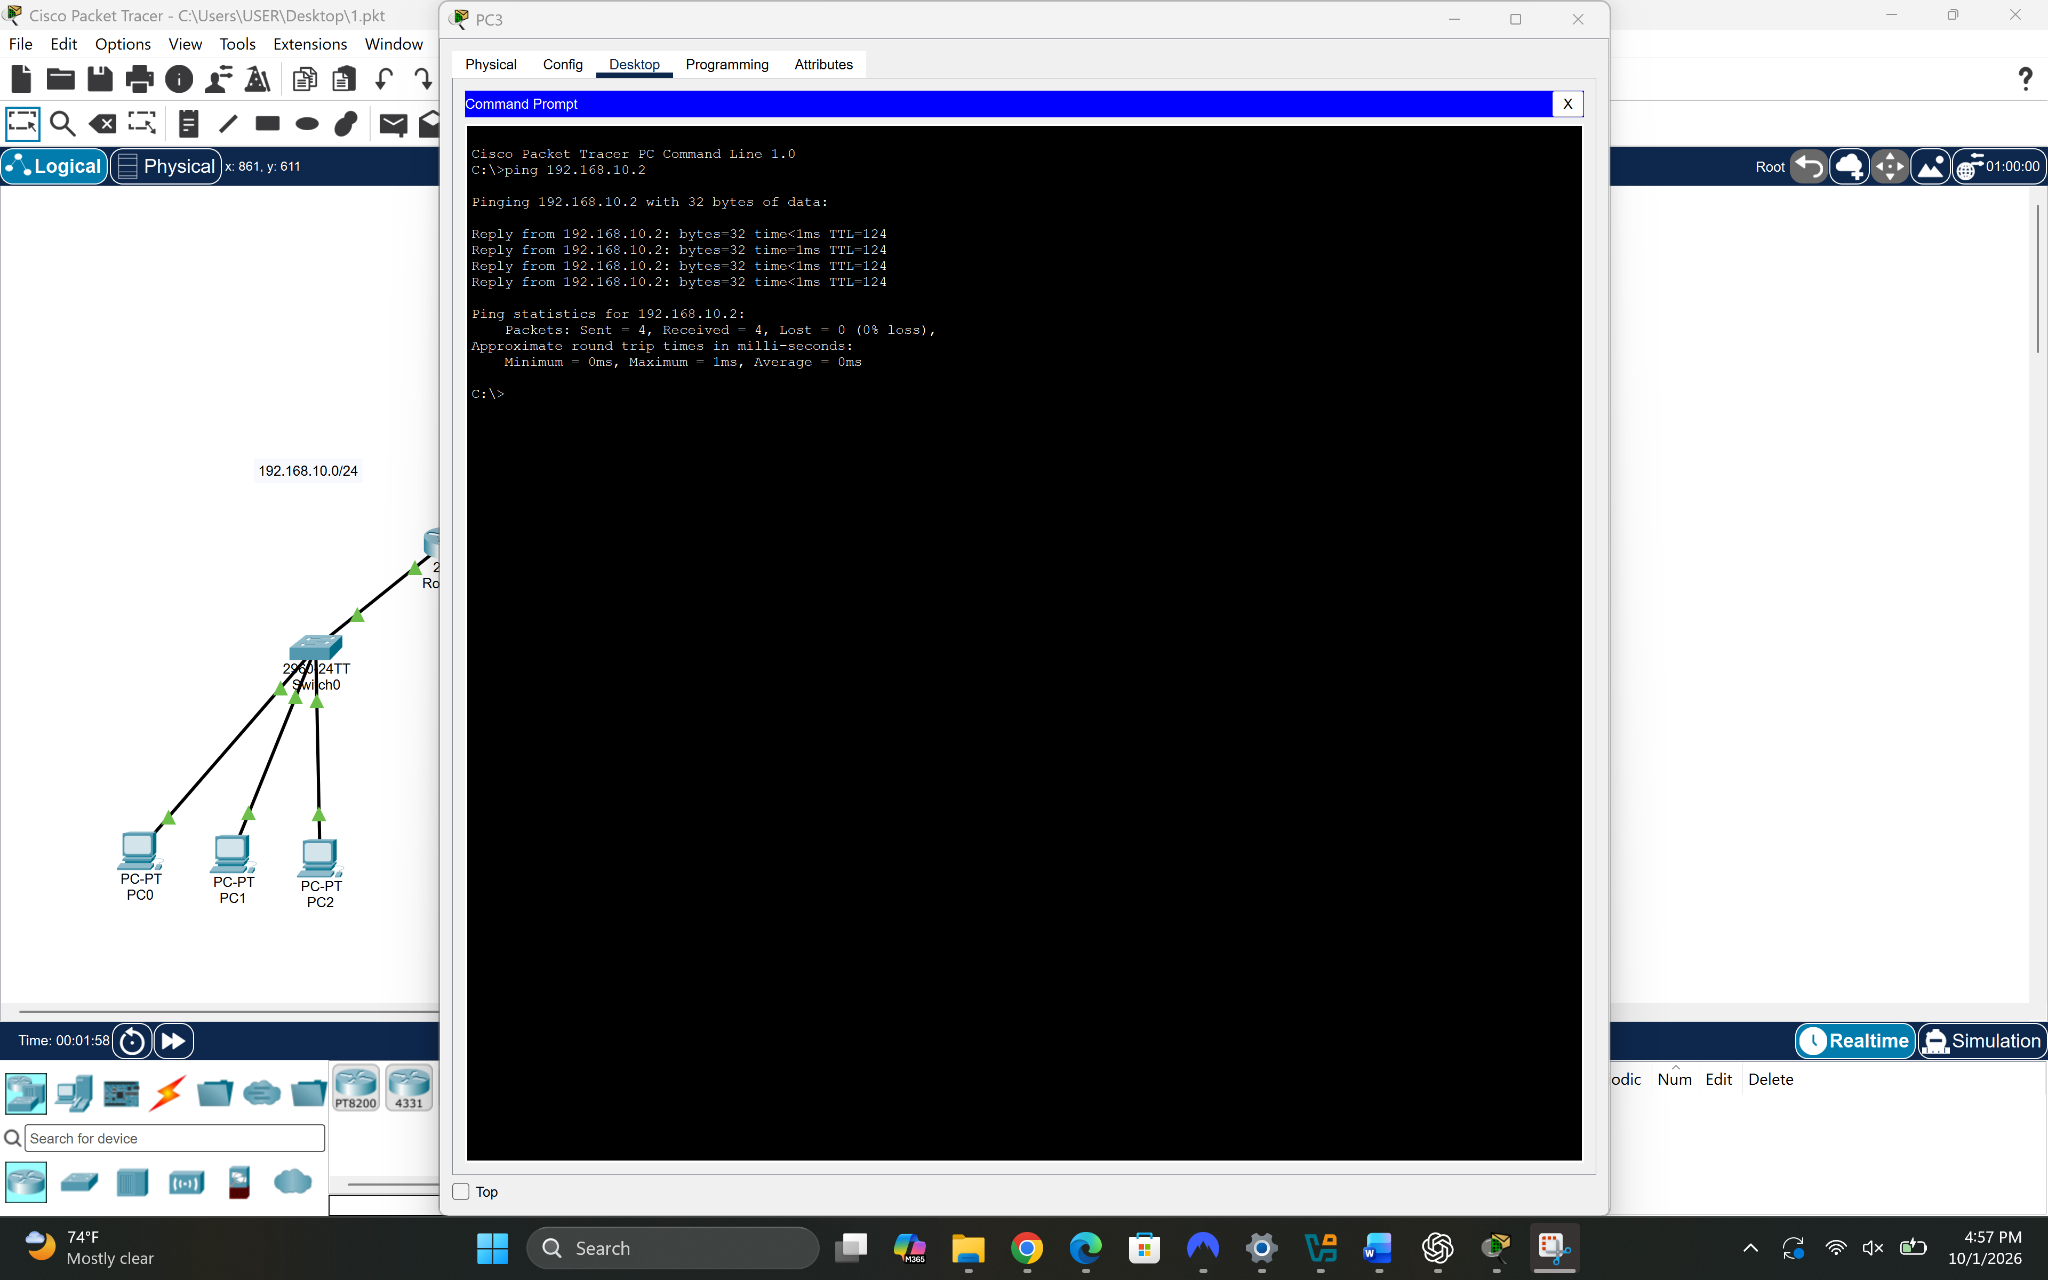 Cisco Packet Tracer - C:\Users\USER\Desktop\1.pkt
File Edit Options View Tools Extensions Window
Logical Physical x: 861, y: 611
Root 01:00:00
192.168.10.0/24
2960-24TT
Switch0
PC-PT
PC0
PC-PT
PC1
PC-PT
PC2
PC3
Physical Config Desktop Programming Attributes
Command Prompt X
Cisco Packet Tracer PC Command Line 1.0
C:\>ping 192.168.10.2
Pinging 192.168.10.2 with 32 bytes of data:
Reply from 192.168.10.2: bytes=32 time<1ms TTL=124
Reply from 192.168.10.2: bytes=32 time=1ms TTL=124
Reply from 192.168.10.2: bytes=32 time<1ms TTL=124
Reply from 192.168.10.2: bytes=32 time<1ms TTL=124
Ping statistics for 192.168.10.2:
Packets: Sent = 4, Received = 4, Lost = 0 (0% loss),
Approximate round trip times in milli-seconds:
Minimum = 0ms, Maximum = 1ms, Average = 0ms
C:\>
Top
Time: 00:01:58
Realtime Simulation
PT8200 4331
Search for device
odic Num Edit Delete
74°F
Mostly clear
Search
M365
4:57 PM
10/1/2026